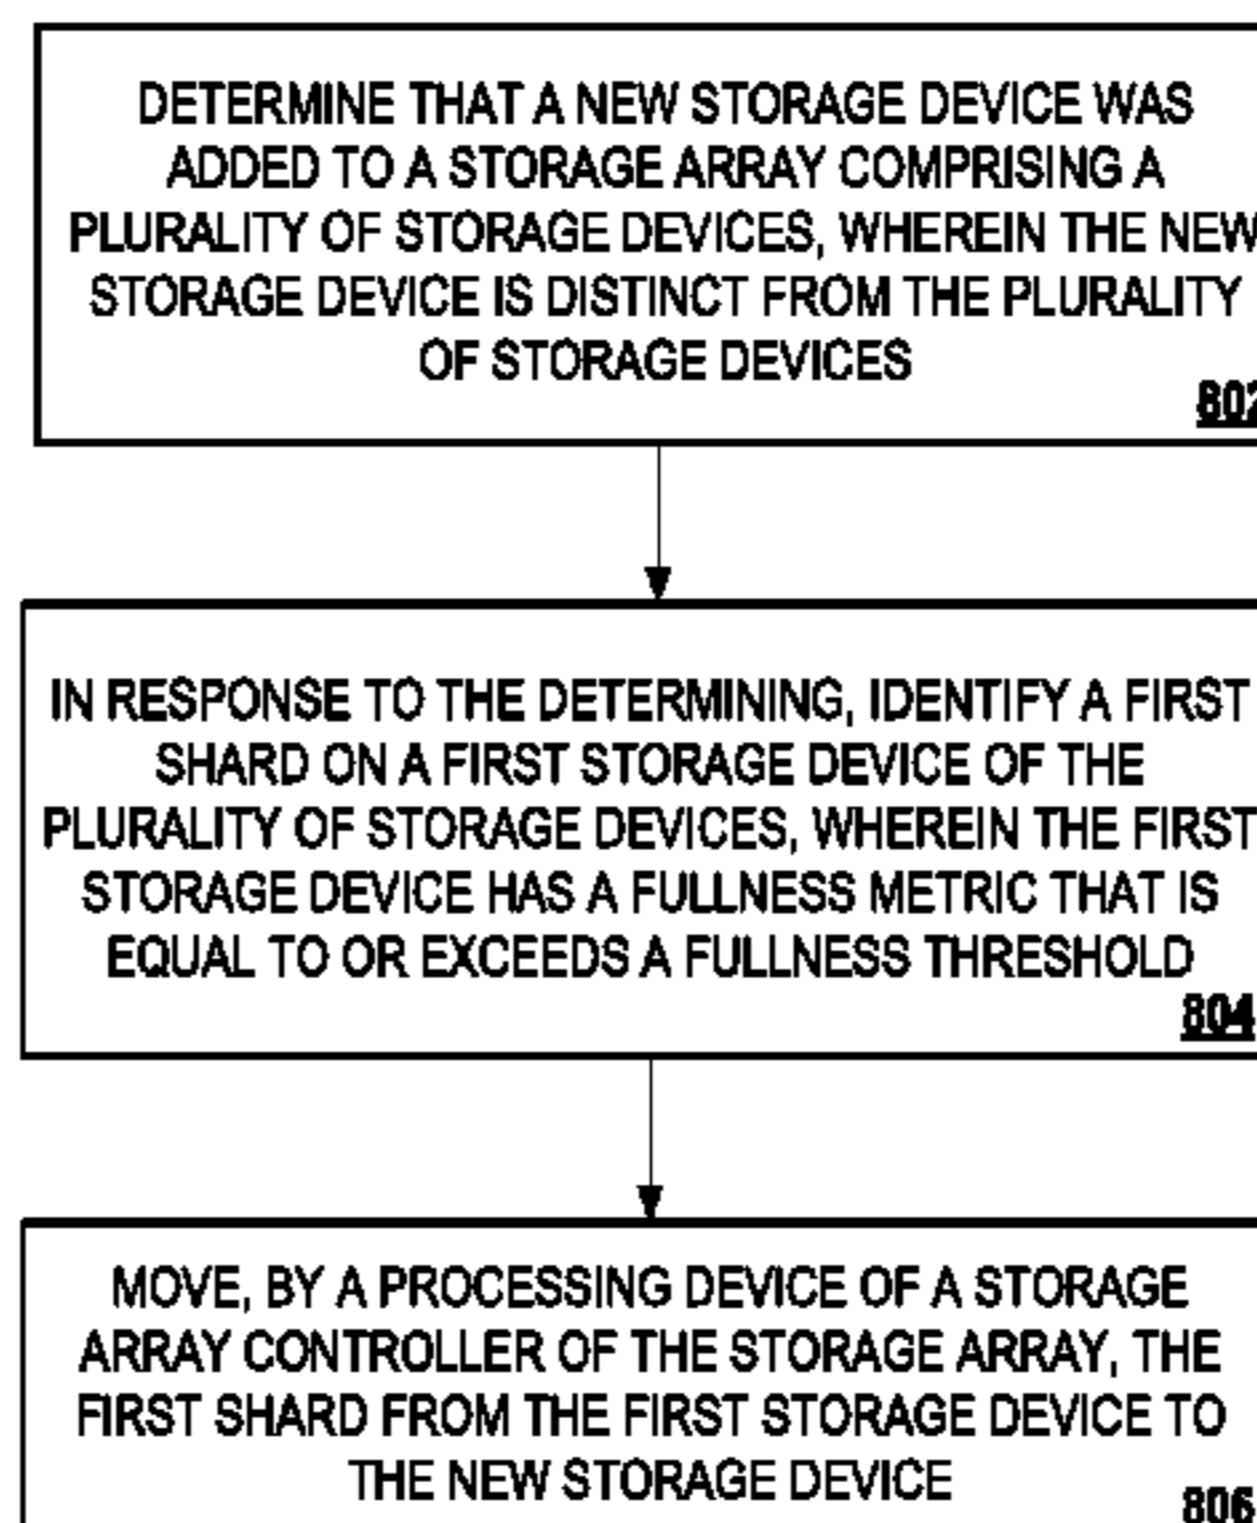 DETERMINE THAT A NEW STORAGE DEVICE WAS
ADDED TO A STORAGE ARRAY COMPRISING A
PLURALITY OF STORAGE DEVICES, WHEREIN THE NEW
STORAGE DEVICE IS DISTINCT FROM THE PLURALITY
OF STORAGE DEVICES
802
IN RESPONSE TO THE DETERMINING, IDENTIFY A FIRST
SHARD ON A FIRST STORAGE DEVICE OF THE
PLURALITY OF STORAGE DEVICES, WHEREIN THE FIRST
STORAGE DEVICE HAS A FULLNESS METRIC THAT IS
EQUAL TO OR EXCEEDS A FULLNESS THRESHOLD
804
MOVE, BY A PROCESSING DEVICE OF A STORAGE
ARRAY CONTROLLER OF THE STORAGE ARRAY, THE
FIRST SHARD FROM THE FIRST STORAGE DEVICE TO
THE NEW STORAGE DEVICE
806